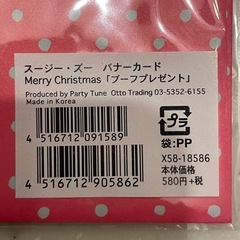 スージー・ズー　バナーカード
Merry Christmas「ブーフプレゼント」
Produced by Party Tune Otto Trading 03-5352-6155
Made in Korea
4 516712 091589
プラ
袋:PP
X58-18586
4 516712 905862
本体価格
580円+税